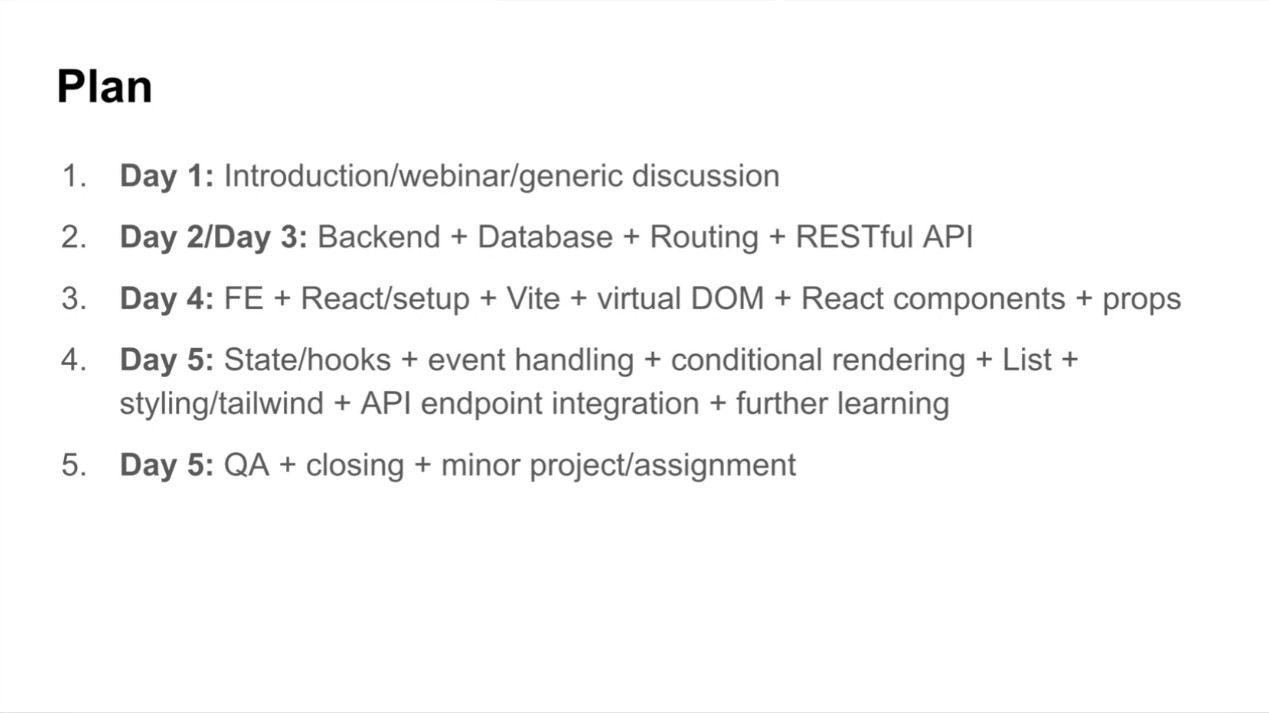 Plan
1. Day 1: Introduction/webinar/generic discussion
2. Day 2/Day 3: Backend + Database + Routing + RESTful API
3. Day 4: FE + React/setup + Vite + virtual DOM + React components + props
4. Day 5: State/hooks + event handling + conditional rendering + List +
styling/tailwind + API endpoint integration + further learning
5. Day 5: QA + closing + minor project/assignment